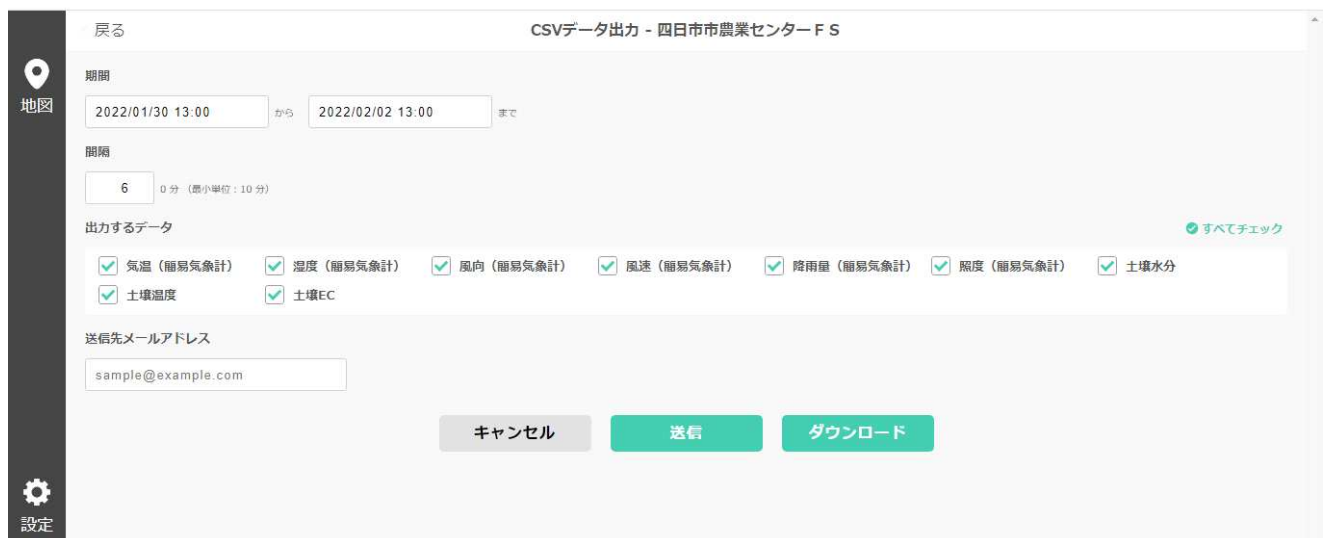 戻る
CSVデータ出力 - 四日市市農業センターFS
地図
期間
2022/01/30 13:00 から 2022/02/02 13:00 まで
間隔
6 0 分 (最小単位:10 分)
出力するデータ
すべてチェック
気温(簡易気象計) 湿度(簡易気象計) 風向(簡易気象計) 風速(簡易気象計) 降雨量(簡易気象計) 照度(簡易気象計) 土壌水分
土壌温度 土壌EC
送信先メールアドレス
sample@example.com
キャンセル 送信 ダウンロード
設定